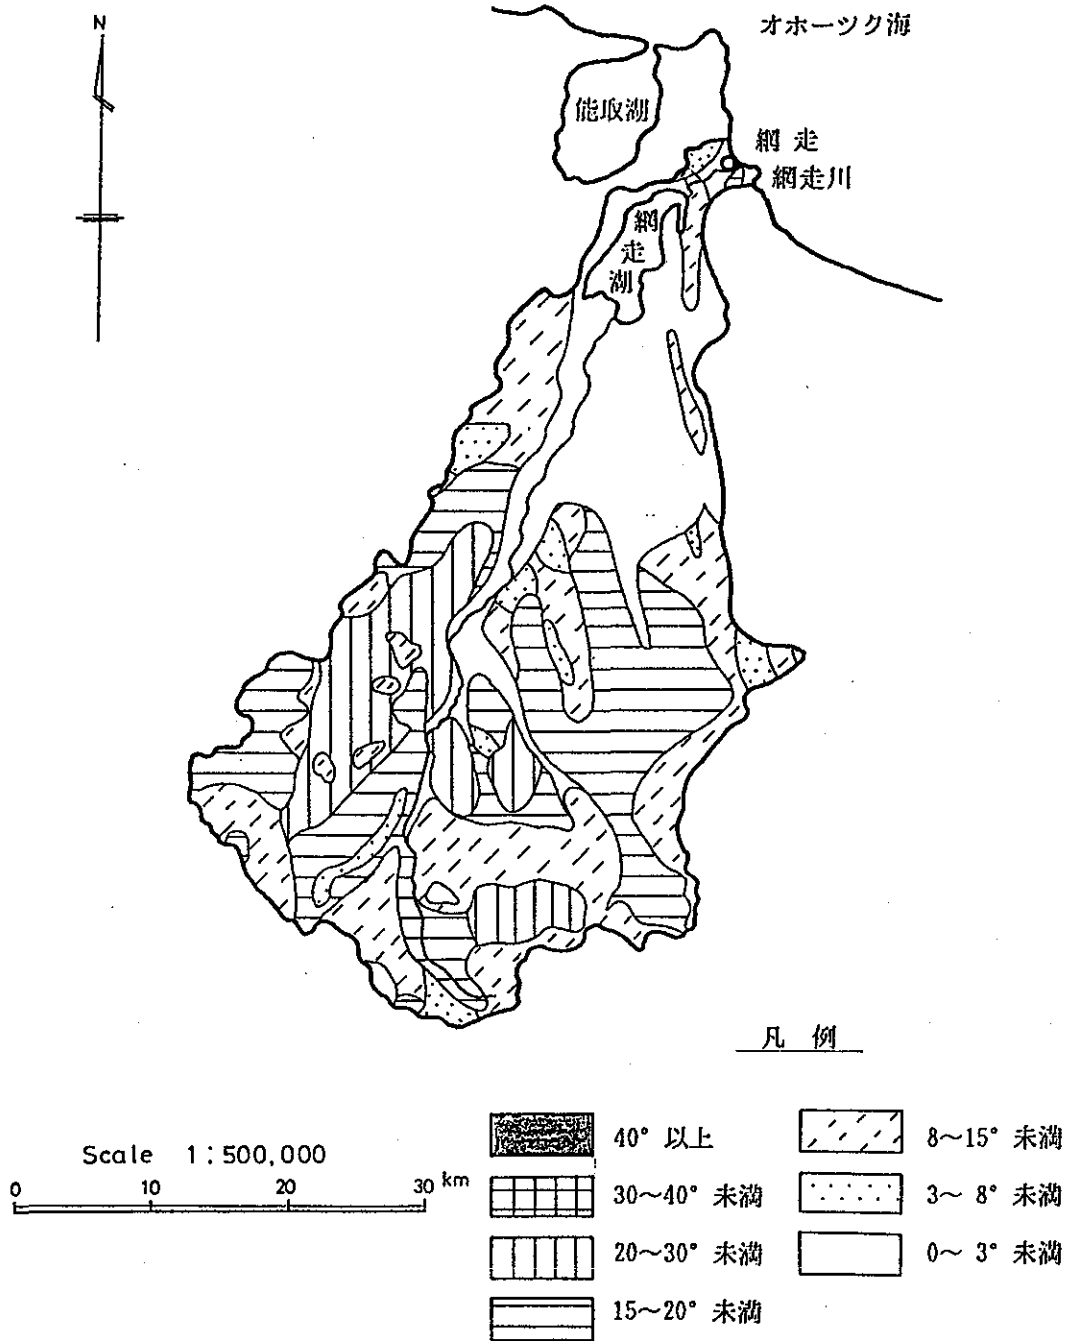 N
オホーツク海
能取湖
網走
網走川
網走湖
凡例
Scale 1:500,000
0 10 20 30 km
40° 以上
30～40° 未満
20～30° 未満
15～20° 未満
8～15° 未満
3～ 8° 未満
0～ 3° 未満